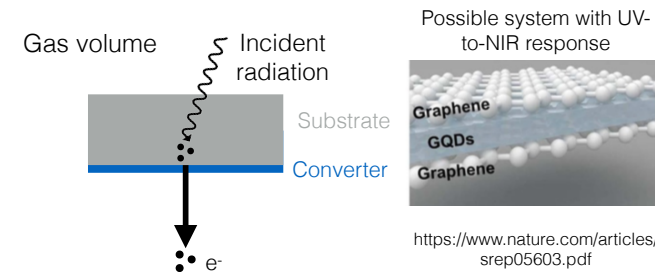 Gas volume
Incident
radiation
Substrate
Converter
e-
Possible system with UV-
to-NIR response
Graphene
GQDs
Graphene
https://www.nature.com/articles/
srep05603.pdf